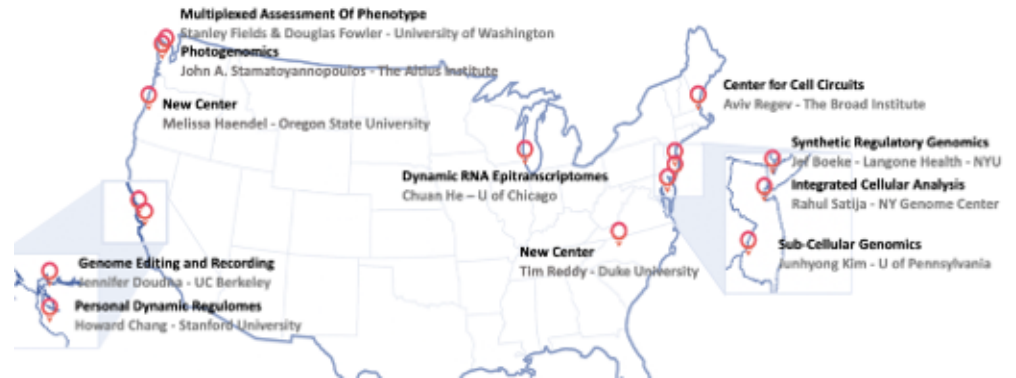 Multiplexed Assessment Of Phenotype
Stanley Fields & Douglas Fowler - University of Washington
Photogenomics
John A. Stamatoyannopoulos - The Altius Institute
New Center
Melissa Haendel - Oregon State University
Center for Cell Circuits
Aviv Regev - The Broad Institute
Synthetic Regulatory Genomics
Jef Boeke - Langone Health - NYU
Integrated Cellular Analysis
Rahul Satija - NY Genome Center
Sub-Cellular Genomics
Junhyong Kim - U of Pennsylvania
Dynamic RNA Epitranscriptomes
Chuan He – U of Chicago
New Center
Tim Reddy - Duke University
Genome Editing and Recording
Jennifer Doudna - UC Berkeley
Personal Dynamic Regulomes
Howard Chang - Stanford University